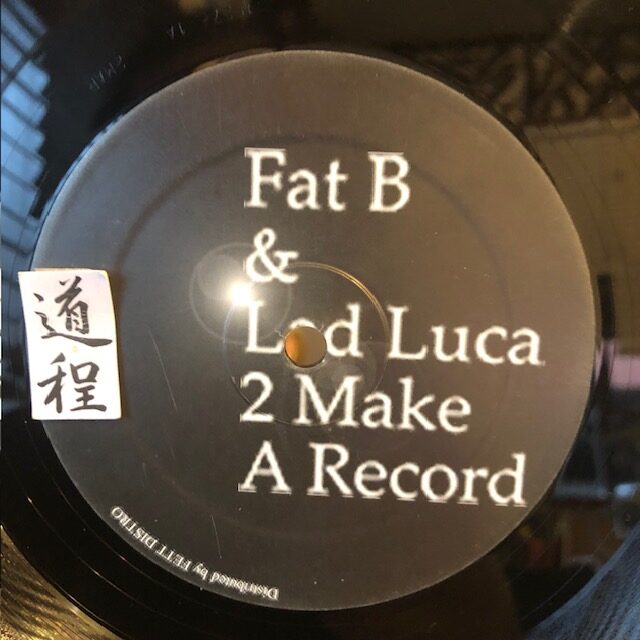 Fat B
&
Led Luca
2 Make
A Record
道
程
Distributed by FETT DISTRO